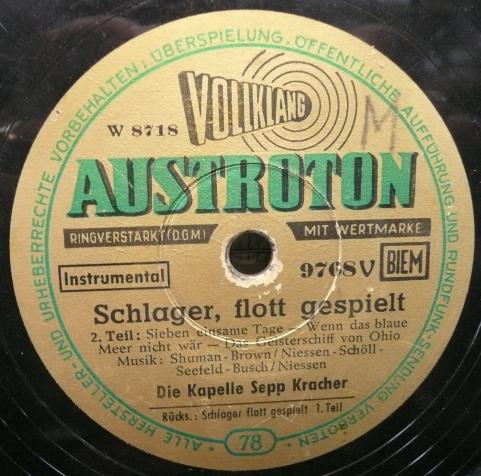 ALLE HERSTELLER- UND URHEBERRECHTE VORBEHALTEN; ÜBERSPIELUNG, ÖFFENTLICHE AUFFÜHRUNG UND RUNDFUNK-SENDUNG VERBOTEN
VOLLKLANG
M
W 8718
AUSTROTON
RINGVERSTÄRKT (D.G.M.) MIT WERTMARKE
Instrumental 9768 V BIEM
Schlager, flott gespielt
2. Teil: Sieben einsame Tage - Wenn das blaue
Meer nicht wär - Das Geisterschiff von Ohio
Musik: Shuman-Brown/Niessen-Schöll-
Seefeld-Busch/Niessen
Die Kapelle Sepp Kracher
Rücks.: Schlager flott gespielt 1. Teil
78